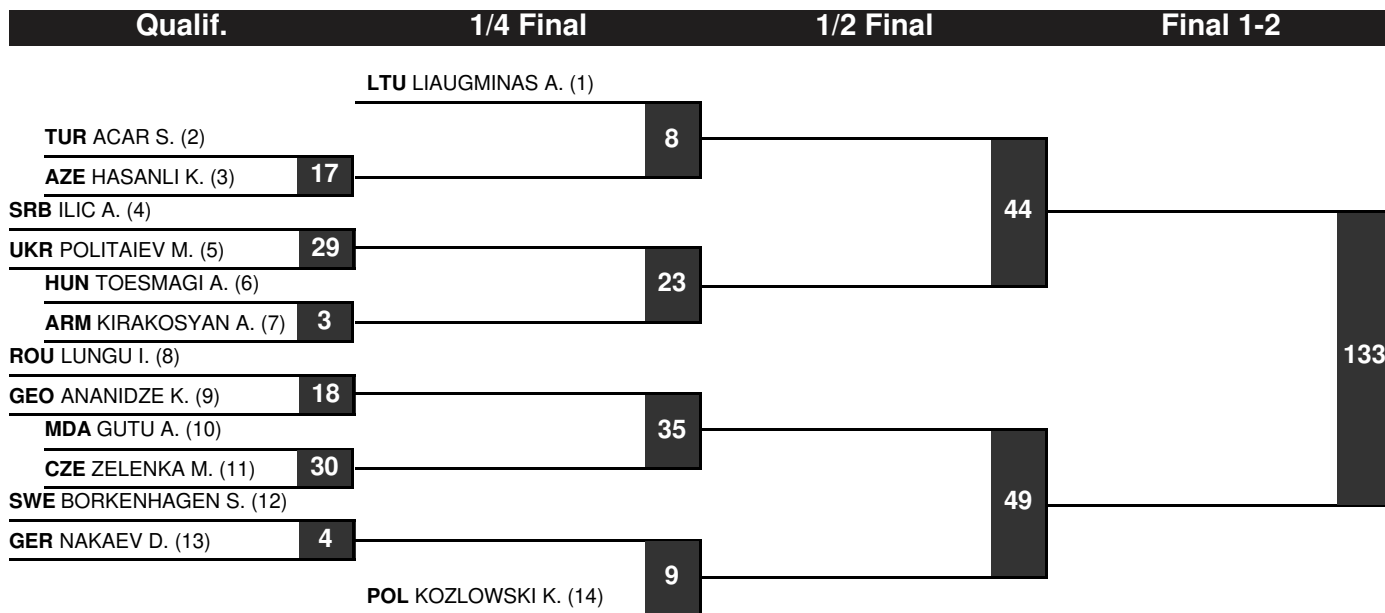 Qualif. 1/4 Final 1/2 Final Final 1-2
LTU LIAUGMINAS A. (1)
8
TUR ACAR S. (2)
AZE HASANLI K. (3) 17
SRB ILIC A. (4)
44
UKR POLITAIEV M. (5) 29
23
HUN TOESMAGI A. (6)
ARM KIRAKOSYAN A. (7) 3
ROU LUNGU I. (8)
133
GEO ANANIDZE K. (9) 18
35
MDA GUTU A. (10)
CZE ZELENKA M. (11) 30
SWE BORKENHAGEN S. (12)
49
GER NAKAEV D. (13) 4
9
POL KOZLOWSKI K. (14)